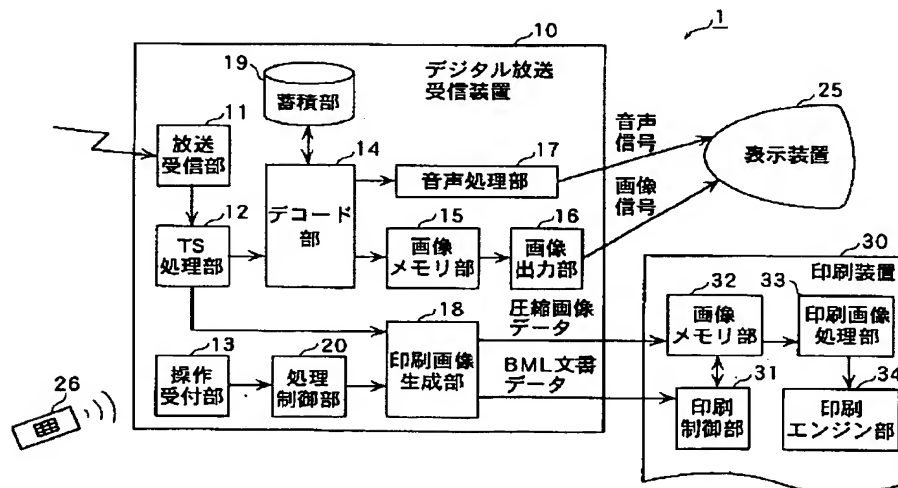 1
10
デジタル放送
受信装置
19
蓄積部
11
放送
受信部
14
デコード
部
17
音声処理部
音声
信号
画像
信号
25
表示装置
12
TS
処理部
15
画像
メモリ部
16
画像
出力部
13
操作
受付部
20
処理
制御部
18
印刷画像
生成部
圧縮画像
データ
BML文書
データ
26
30
印刷装置
32
画像
メモリ部
33
印刷画像
処理部
31
印刷
制御部
34
印刷
エンジン部